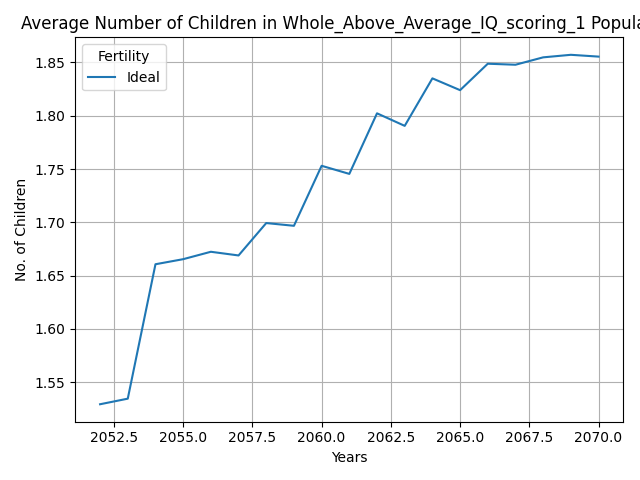 Average Number of Children in Whole_Above_Average_IQ_scoring_1 Popula
Fertility
Ideal
1.85
1.80
1.75
1.70
1.65
1.60
1.55
No. of Children
2052.5 2055.0 2057.5 2060.0 2062.5 2065.0 2067.5 2070.0
Years